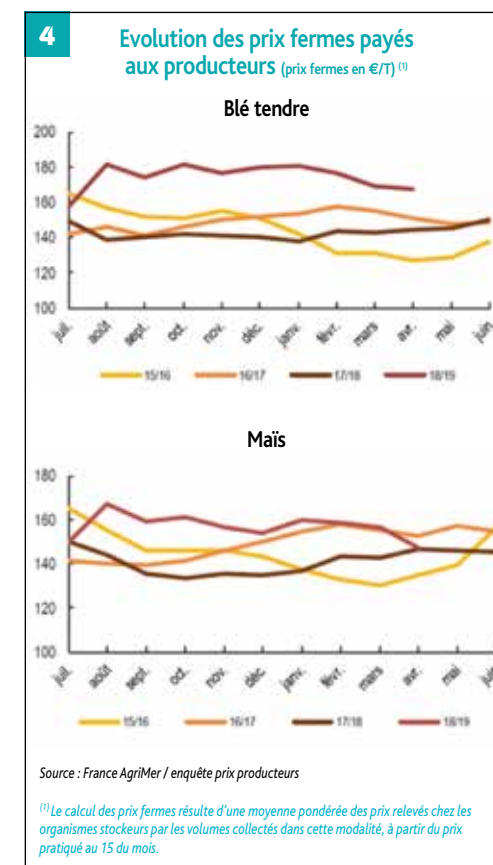 4
Evolution des prix fermes payés
aux producteurs (prix fermes en €/T) (1)
Blé tendre
200
180
160
140
120
100
juil. août sept. oct. nov. déc. janv. févr. mars avr. mai juin
15/16 16/17 17/18 18/19
Maïs
180
160
140
120
100
juil. août sept. oct. nov. déc. janv. févr. mars avr. mai juin
15/16 16/17 17/18 18/19
Source : France AgriMer / enquête prix producteurs
(1) Le calcul des prix fermes résulte d'une moyenne pondérée des prix relevés chez les
organismes stockeurs par les volumes collectés dans cette modalité, à partir du prix
pratiqué au 15 du mois.